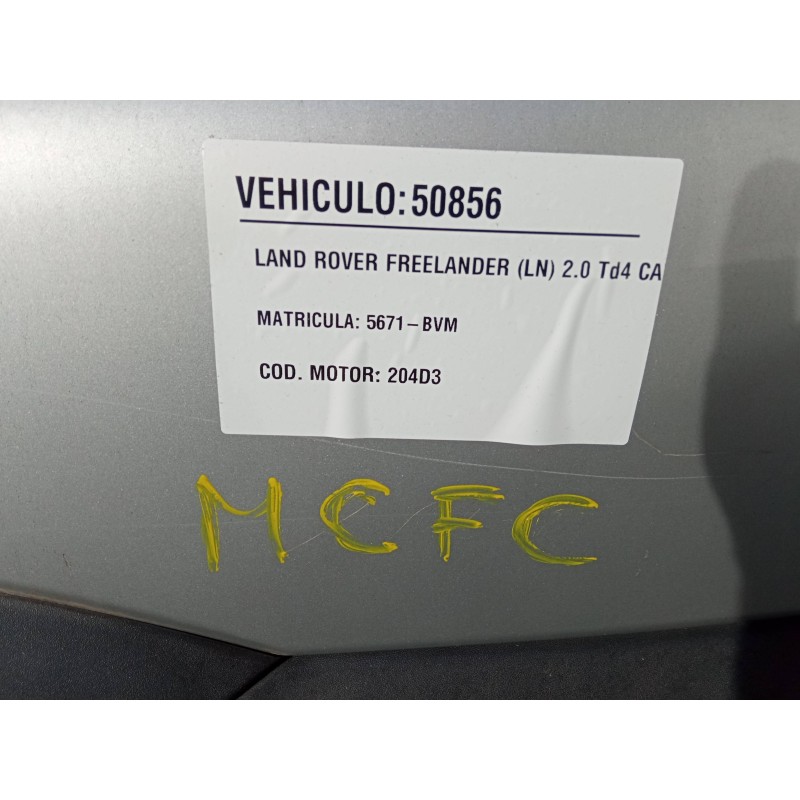 VEHICULO: 50856
LAND ROVER FREELANDER (LN) 2.0 Td4 CA
MATRICULA: 5671-BVM
COD. MOTOR: 204D3
MCFC